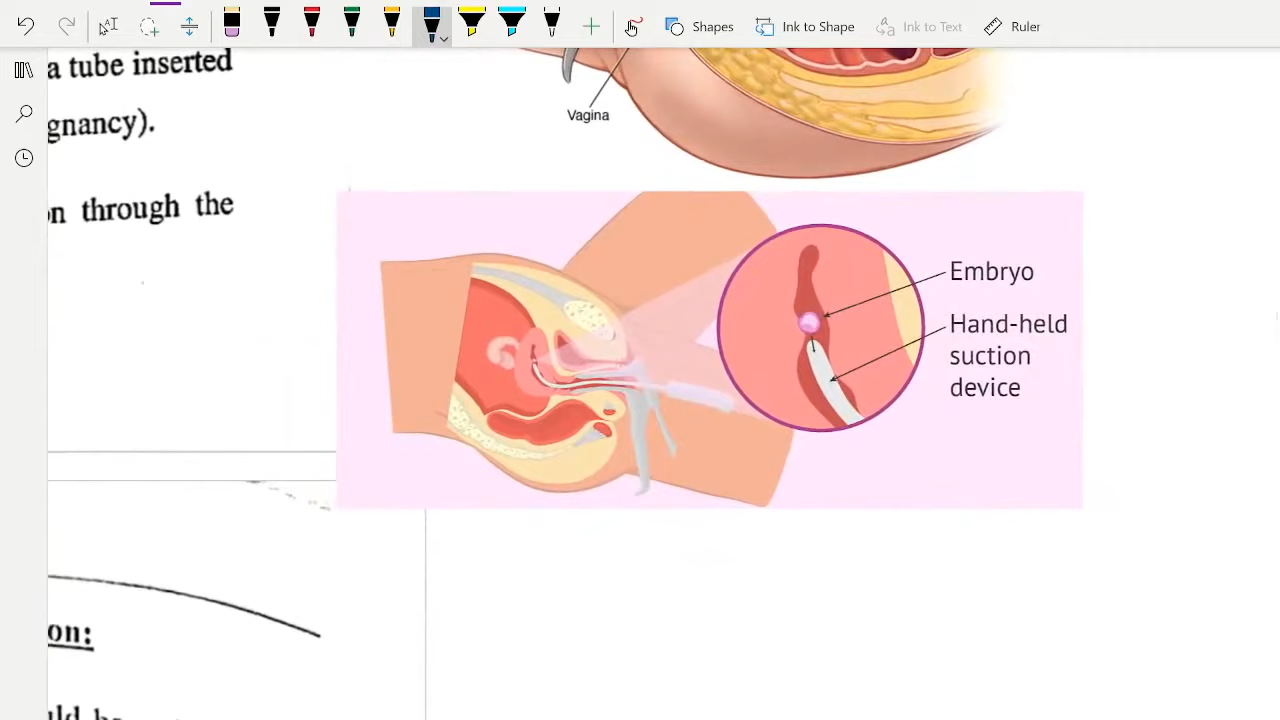 Shapes
Ink to Shape
Ink to Text
Ruler
a tube inserted
gnancy).
n through the
Vagina
Embryo
Hand-held
suction
device
on: